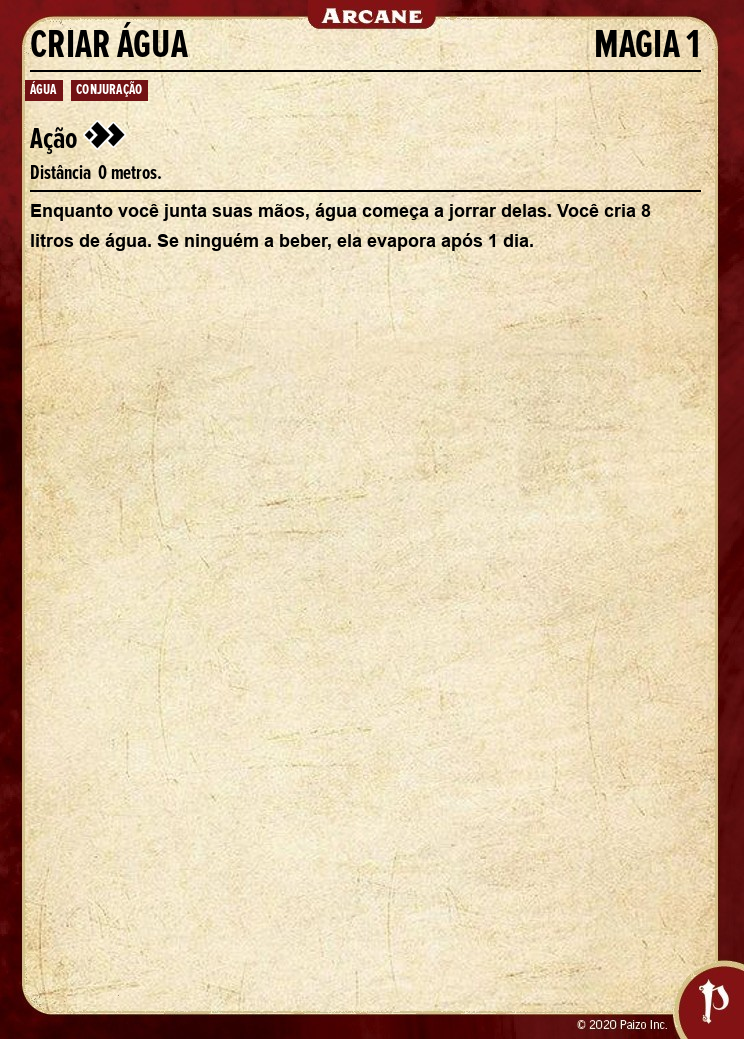 ARCANE
CRIAR ÁGUA MAGIA 1
ÁGUA CONJURAÇÃO
Ação
Distância 0 metros.
Enquanto você junta suas mãos, água começa a jorrar delas. Você cria 8
litros de água. Se ninguém a beber, ela evapora após 1 dia.
© 2020 Paizo Inc.
P